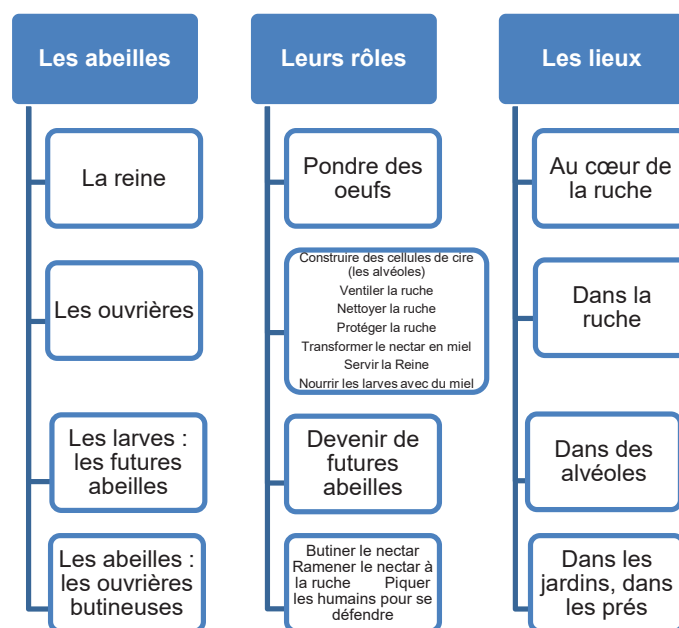 Les abeilles
La reine
Les ouvrières
Les larves :
les futures
abeilles
Les abeilles :
les ouvrières
butineuses
Leurs rôles
Pondre des
oeufs
Construire des cellules de cire
(les alvéoles)
Ventiler la ruche
Nettoyer la ruche
Protéger la ruche
Transformer le nectar en miel
Servir la Reine
Nourrir les larves avec du miel
Devenir de
futures
abeilles
Butiner le nectar
Ramener le nectar à
la ruche Piquer
les humains pour se
défendre
Les lieux
Au cœur de
la ruche
Dans la
ruche
Dans des
alvéoles
Dans les
jardins, dans
les prés